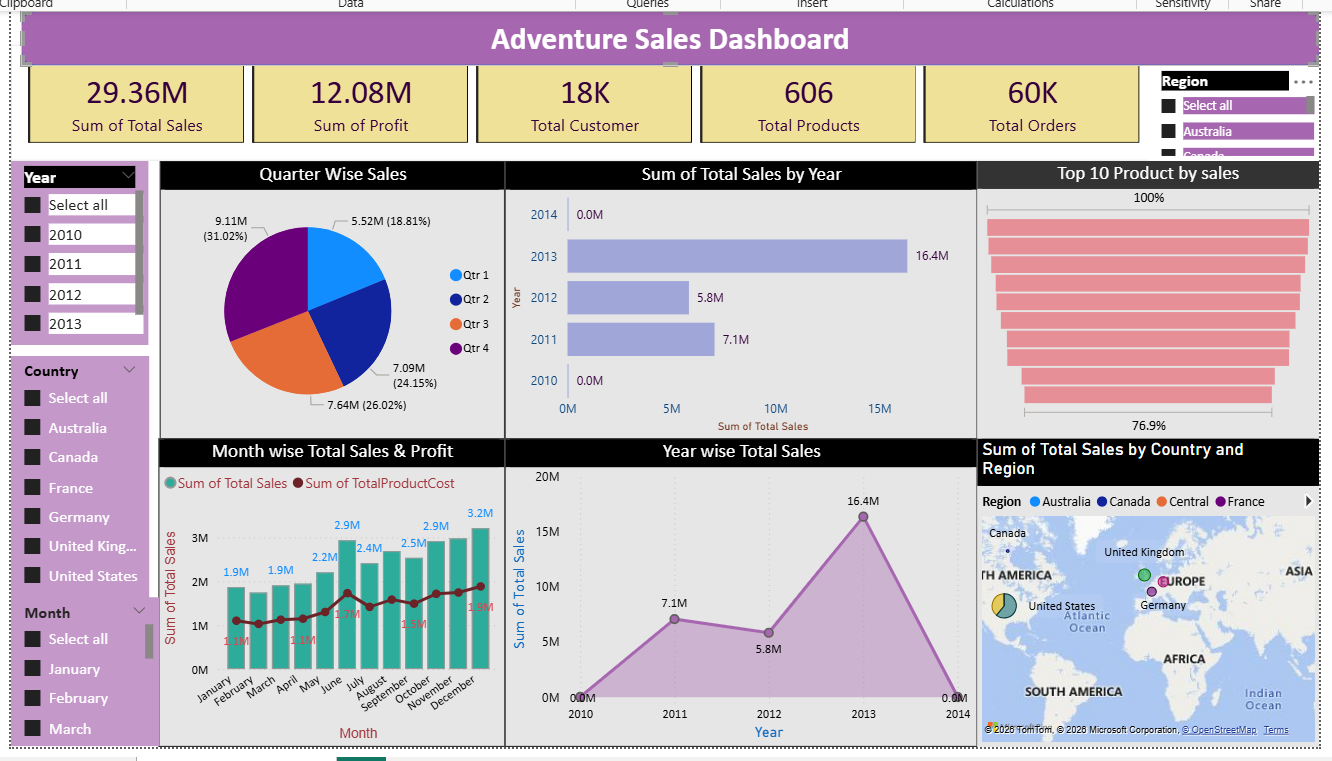 Clipboard
Data
Queries
Insert
Calculations
Sensitivity
Share
Adventure Sales Dashboard
29.36M
Sum of Total Sales
12.08M
Sum of Profit
18K
Total Customer
606
Total Products
60K
Total Orders
Region
Select all
Australia
Canada
Year
Select all
2010
2011
2012
2013
Country
Select all
Australia
Canada
France
Germany
United King...
United States
Month
Select all
January
February
March
Quarter Wise Sales
9.11M
(31.02%)
5.52M (18.81%)
7.09M
(24.15%)
7.64M (26.02%)
Qtr 1
Qtr 2
Qtr 3
Qtr 4
Sum of Total Sales by Year
Year
2014
0.0M
2013
16.4M
2012
5.8M
2011
7.1M
2010
0.0M
0M
5M
10M
15M
Sum of Total Sales
Top 10 Product by sales
100%
76.9%
Month wise Total Sales & Profit
Sum of Total Sales
Sum of TotalProductCost
Sum of Total Sales
3M
2M
1M
0M
1.9M
1.9M
2.2M
2.9M
2.4M
2.5M
2.9M
3.2M
1.1M
1.1M
1.7M
1.5M
1.9M
January
February
March
April
May
June
July
August
September
October
November
December
Month
Year wise Total Sales
Sum of Total Sales
20M
15M
10M
5M
0M
0.0M
7.1M
5.8M
16.4M
0.0M
2010
2011
2012
2013
2014
Year
Sum of Total Sales by Country and
Region
Region
Australia
Canada
Central
France
Canada
United Kingdom
TH AMERICA
EUROPE
ASIA
United States
Germany
Atlantic
Ocean
AFRICA
SOUTH AMERICA
Indian
Ocean
© 2026 TomTom, © 2026 Microsoft Corporation, © OpenStreetMap Terms